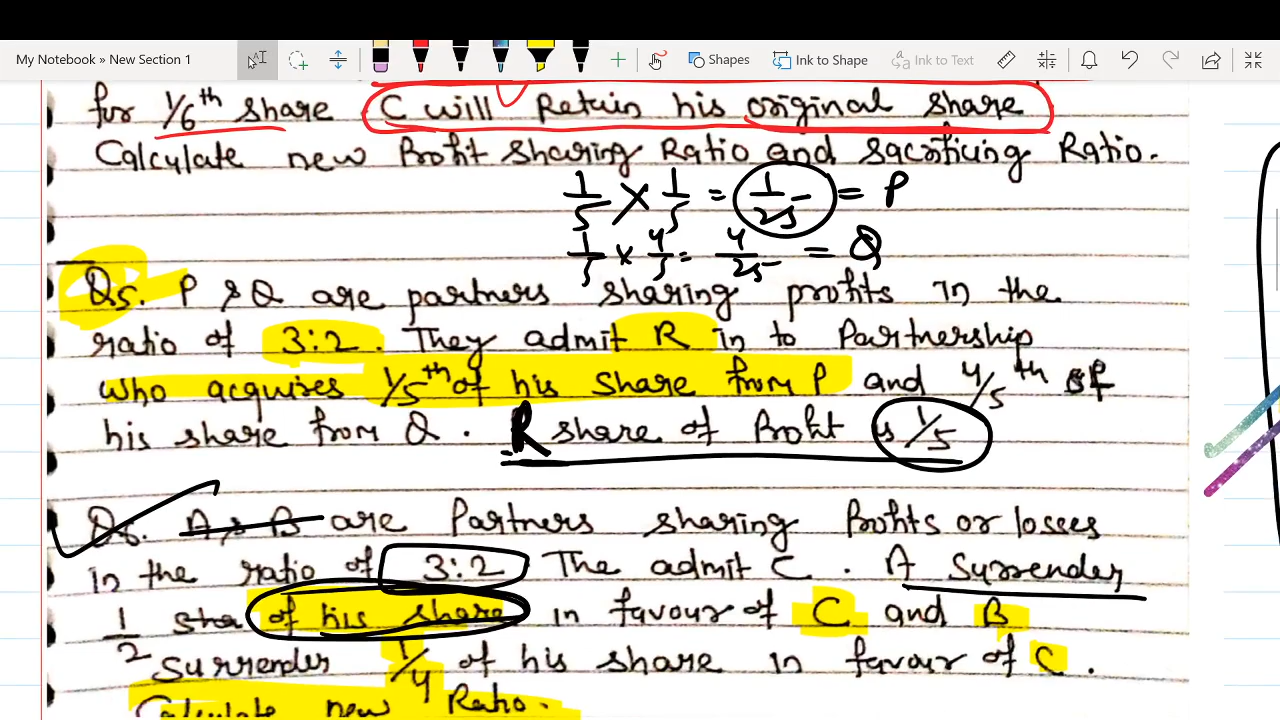 My Notebook » New Section 1
Shapes
Ink to Shape
Ink to Text
for 1/6th share C will Retain his original share
Calculate new Profit sharing Ratio and sacrificing Ratio.
1/5 × 1/5 = 1/25 = P
1/5 × 4/5 = 4/25 = Q
Q5. P & Q are partners sharing profits in the
ratio of 3:2. They admit R in to Partnership
who acquires 1/5th of his share from P and 4/5th of
his share from Q. R share of Profit is 1/5
Q6. A & B are Partners sharing Profits or losses
in the ratio of 3:2 The admit C. A Surrender
1/2 of his share in favour of C and B
Surrender 1/4 of his share in favour of C.
Calculate new Ratio.